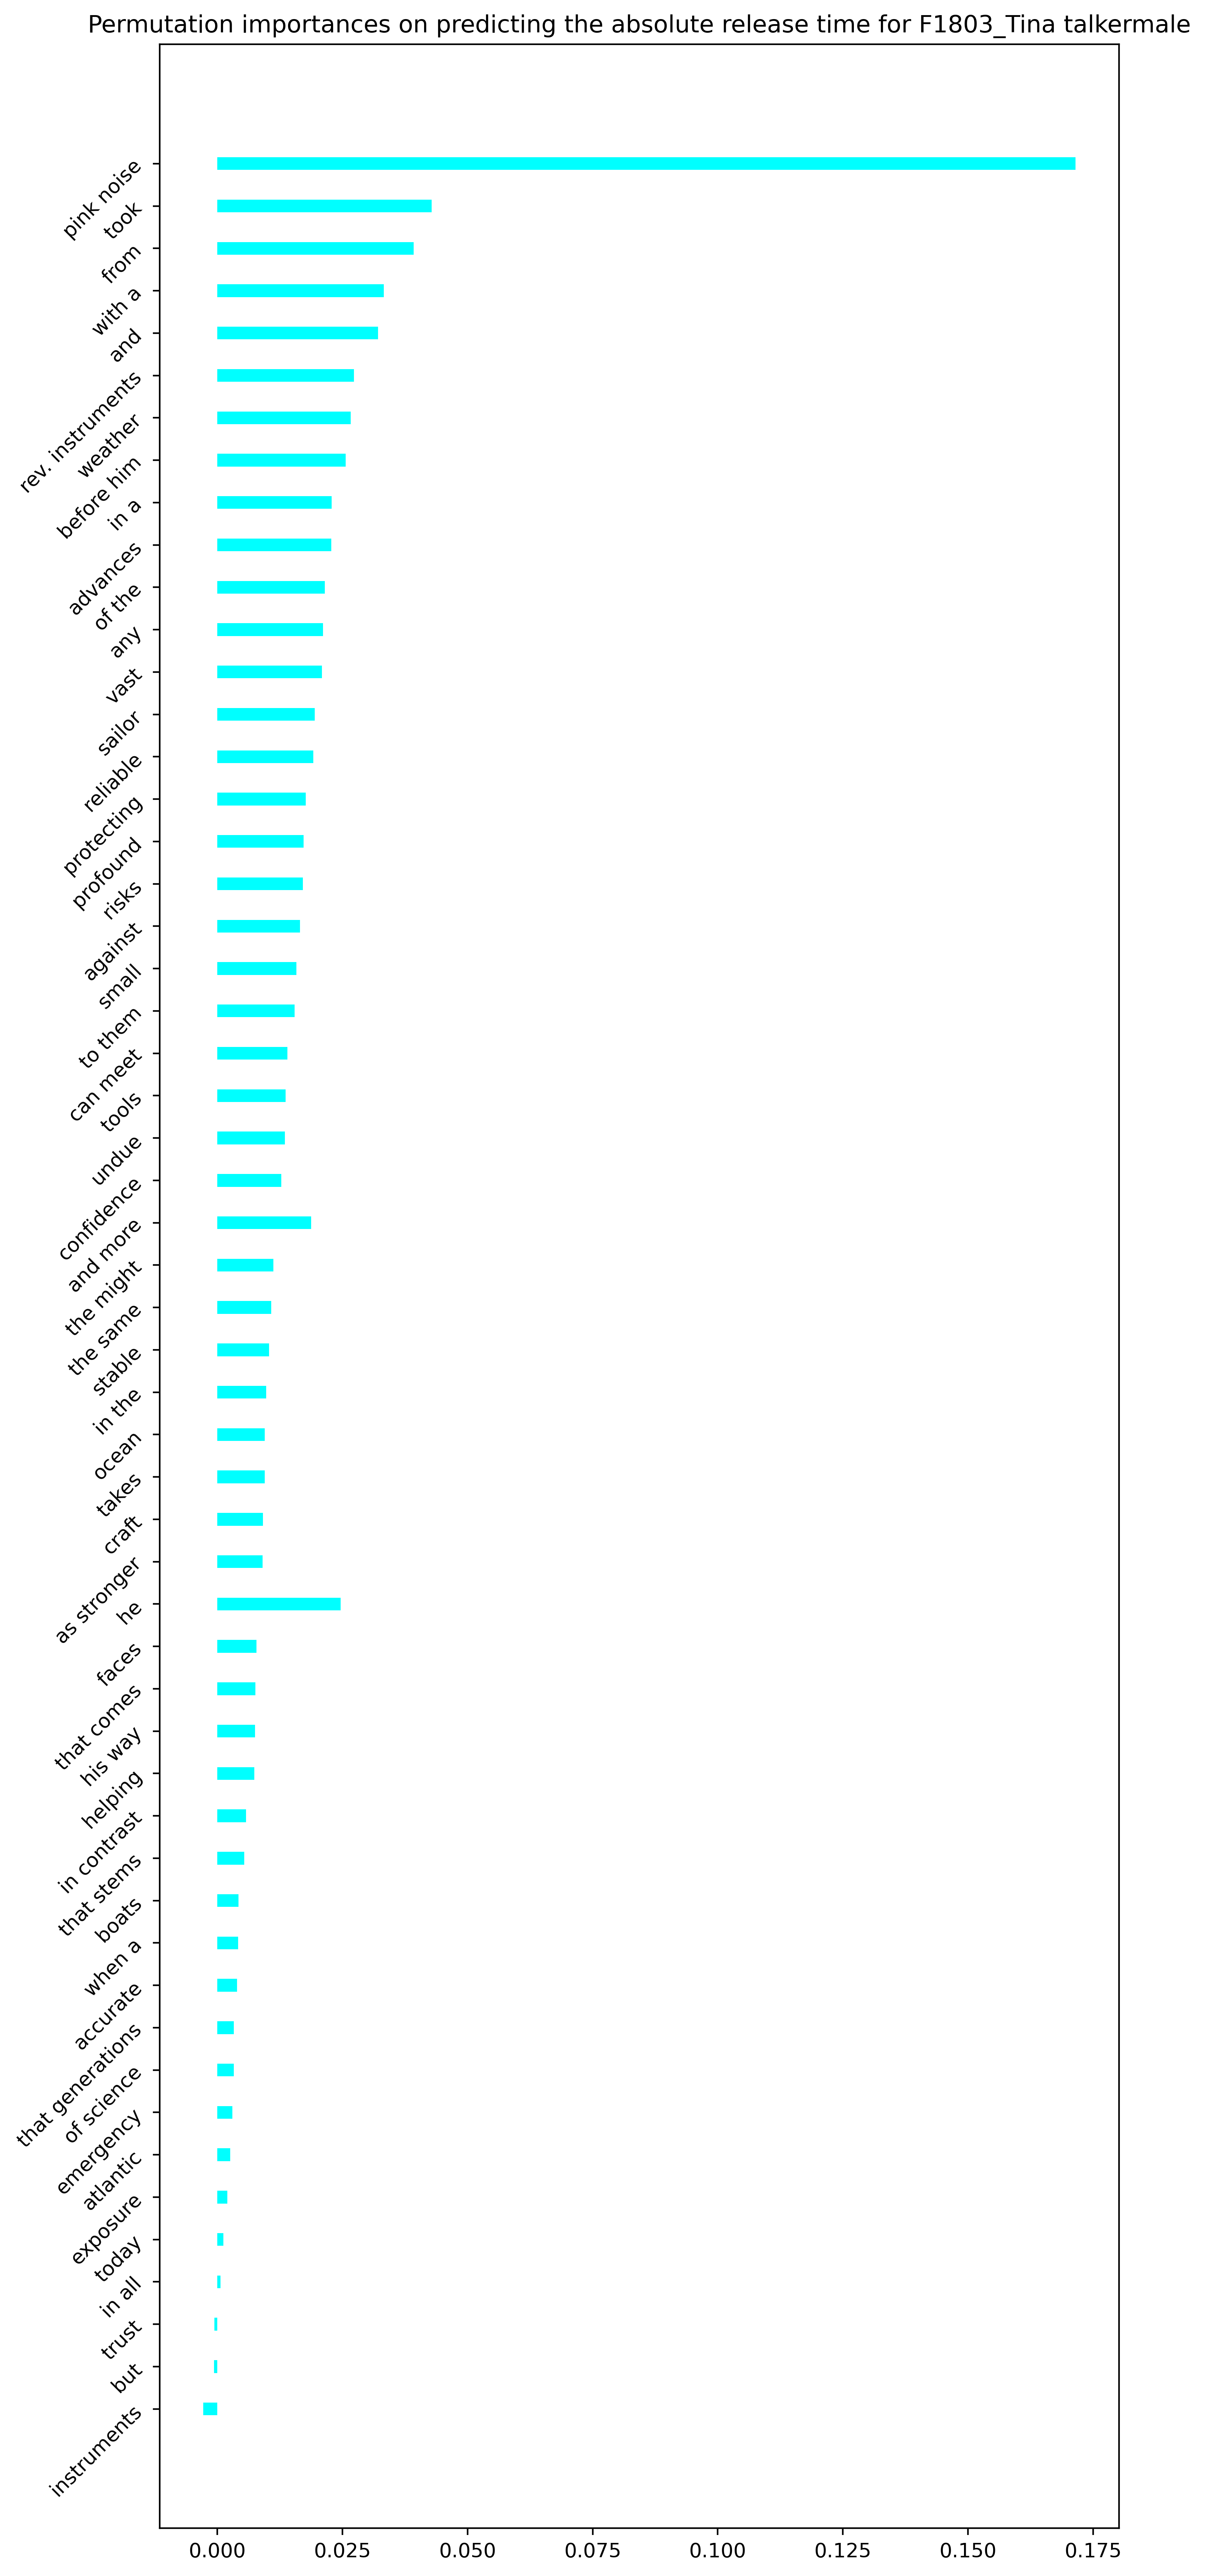 Permutation importances on predicting the absolute release time for F1803_Tina talkermale
pink noise
took
from
with a
and
rev. instruments
weather
before him
in a
advances
of the
any
vast
sailor
reliable
protecting
profound
risks
against
small
to them
can meet
tools
undue
confidence
and more
the might
the same
stable
in the
ocean
takes
craft
as stronger
he
faces
that comes
his way
helping
in contrast
that stems
boats
when a
accurate
that generations
of science
emergency
atlantic
exposure
today
in all
trust
but
instruments
0.000 0.025 0.050 0.075 0.100 0.125 0.150 0.175